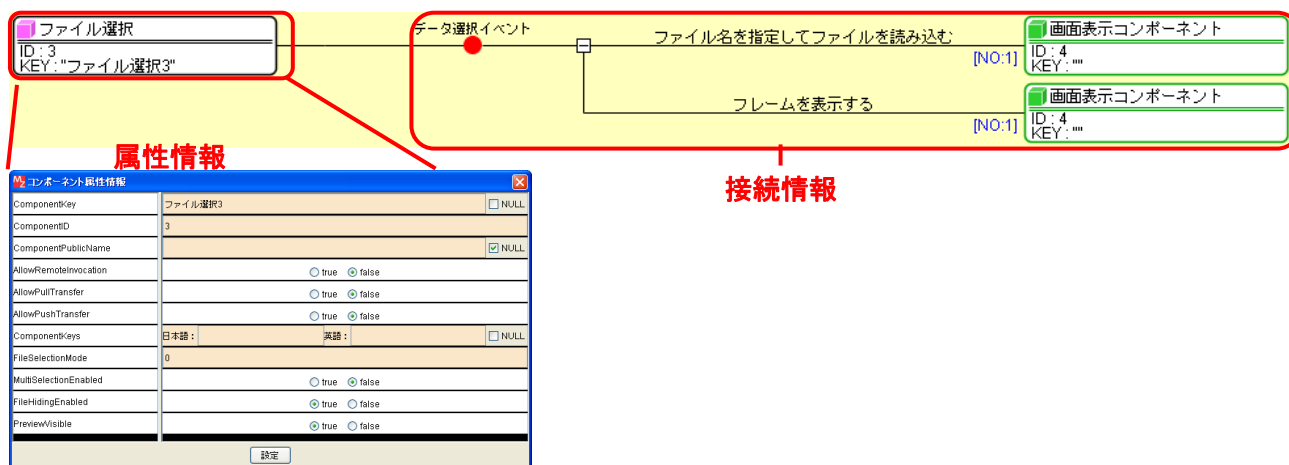 ファイル選択
ID : 3
KEY : "ファイル選択3"
データ選択イベント
ファイル名を指定してファイルを読み込む
[NO:1]
画面表示コンポーネント
ID : 4
KEY : ""
フレームを表示する
[NO:1]
画面表示コンポーネント
ID : 4
KEY : ""
属性情報
接続情報
コンポーネント属性情報
ComponentKey ファイル選択3 NULL
ComponentID 3
ComponentPublicName NULL
AllowRemoteInvocation true false
AllowPullTransfer true false
AllowPushTransfer true false
ComponentKeys 日本語： 英語： NULL
FileSelectionMode 0
MultiSelectionEnabled true false
FileHidingEnabled true false
PreviewVisible true false
設定